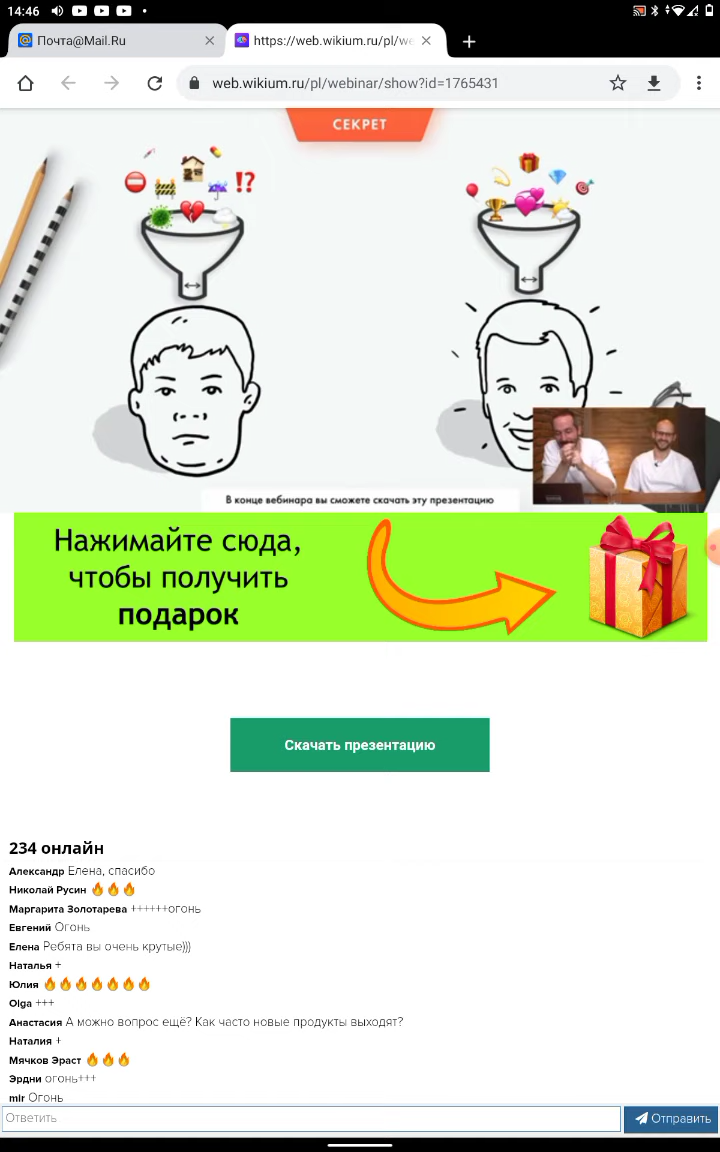 14:46
Почта@Mail.Ru
https://web.wikium.ru/pl/we
web.wikium.ru/pl/webinar/show?id=1765431
СЕКРЕТ
В конце вебинара вы сможете скачать эту презентацию
Нажимайте сюда,
чтобы получить
подарок
Скачать презентацию
234 онлайн
Александр Елена, спасибо
Николай Русин 🔥🔥🔥
Маргарита Золотарева ++++++огонь
Евгений Огонь
Елена Ребята вы очень крутые)))
Наталья +
Юлия 🔥🔥🔥🔥🔥🔥🔥
Olga +++
Анастасия А можно вопрос ещё? Как часто новые продукты выходят?
Наталия +
Мячков Эраст 🔥🔥🔥
Эрдни огонь+++
mir Огонь
Ответить
Отправить